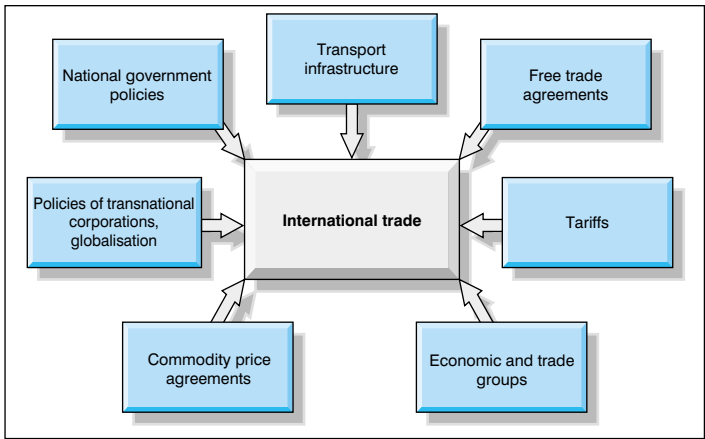 Transport
infrastructure
National government
policies
Free trade
agreements
Policies of transnational
corporations,
globalisation
International trade
Tariffs
Commodity price
agreements
Economic and trade
groups